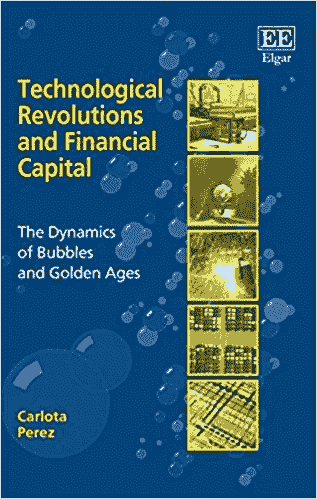 EE
Elgar
Technological
Revolutions
and Financial
Capital
The Dynamics
of Bubbles
and Golden Ages
Carlota
Perez